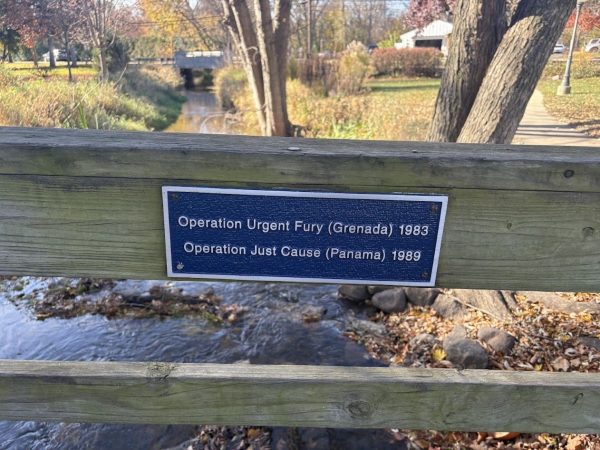 Operation Urgent Fury (Grenada) 1983
Operation Just Cause (Panama) 1989